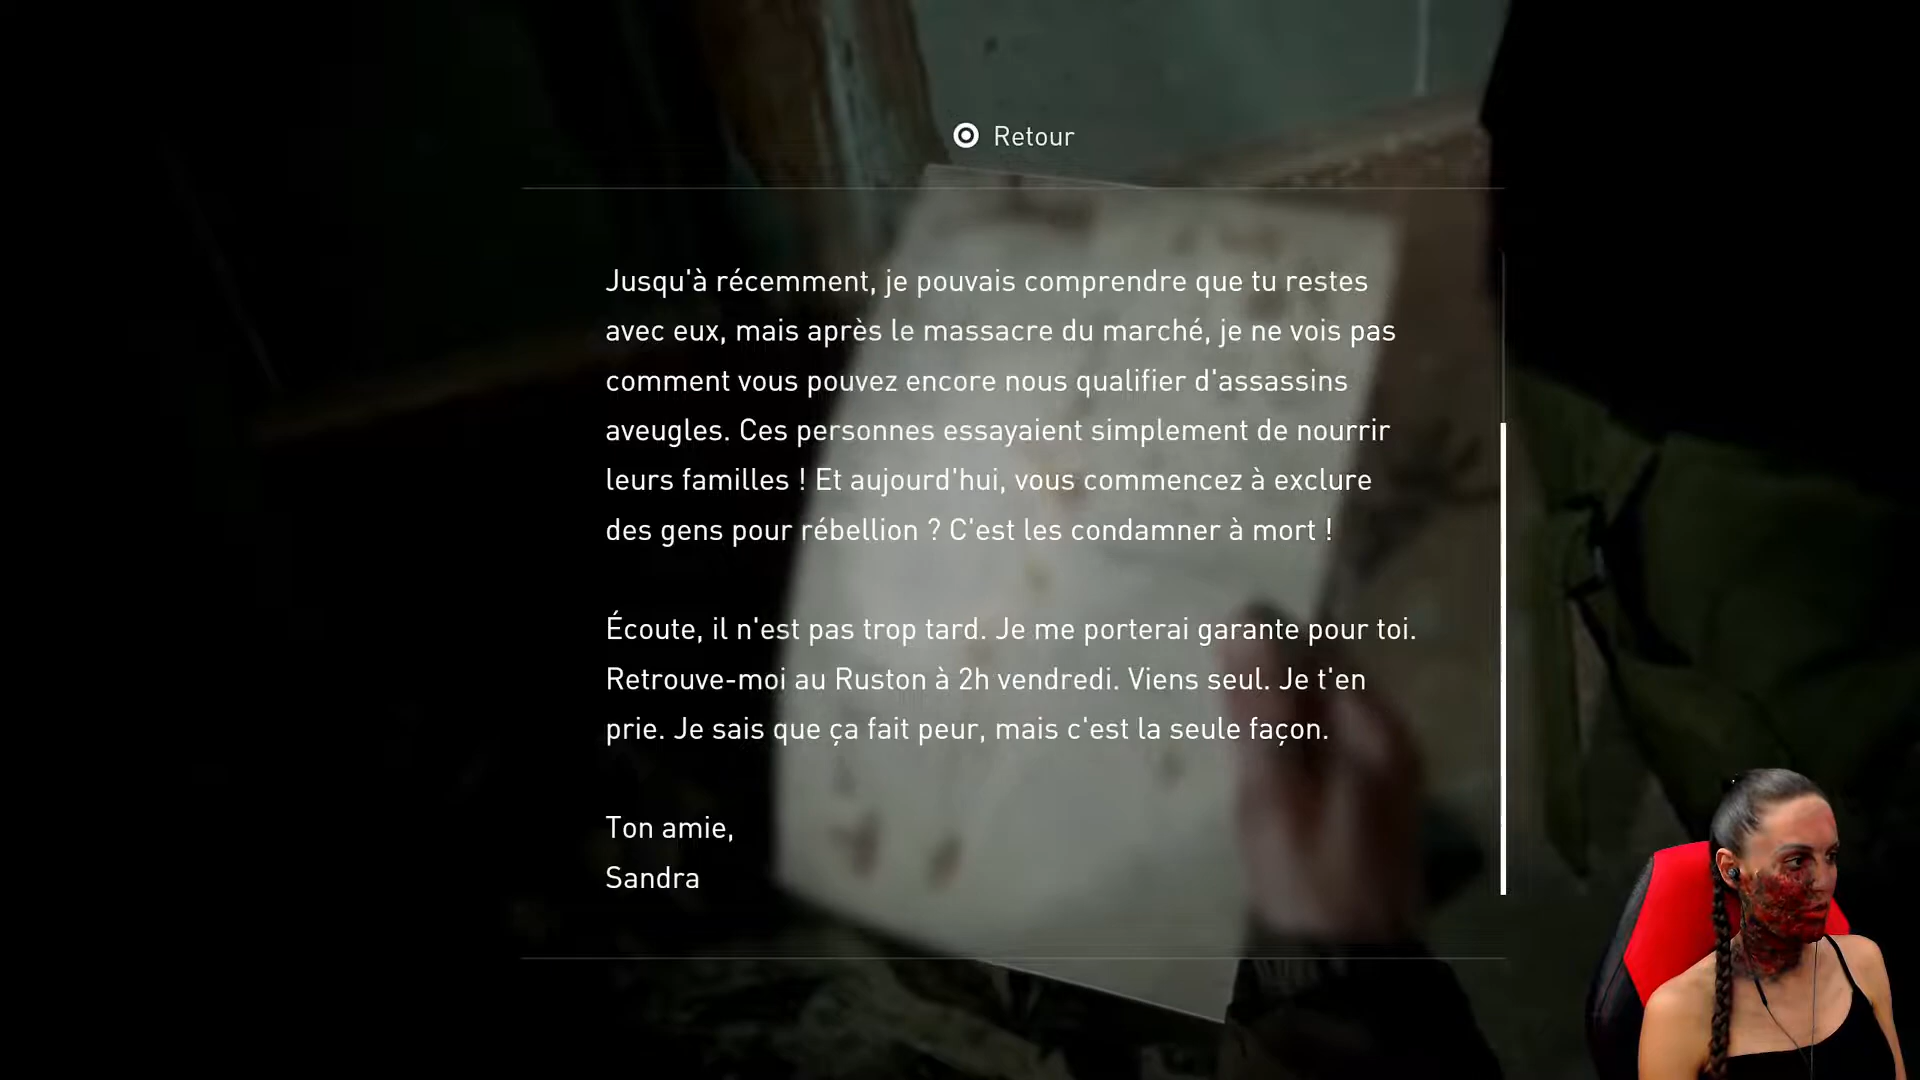 Retour
Jusqu'à récemment, je pouvais comprendre que tu restes
avec eux, mais après le massacre du marché, je ne vois pas
comment vous pouvez encore nous qualifier d'assassins
aveugles. Ces personnes essayaient simplement de nourrir
leurs familles ! Et aujourd'hui, vous commencez à exclure
des gens pour rébellion ? C'est les condamner à mort !
Écoute, il n'est pas trop tard. Je me porterai garante pour toi.
Retrouve-moi au Ruston à 2h vendredi. Viens seul. Je t'en
prie. Je sais que ça fait peur, mais c'est la seule façon.
Ton amie,
Sandra